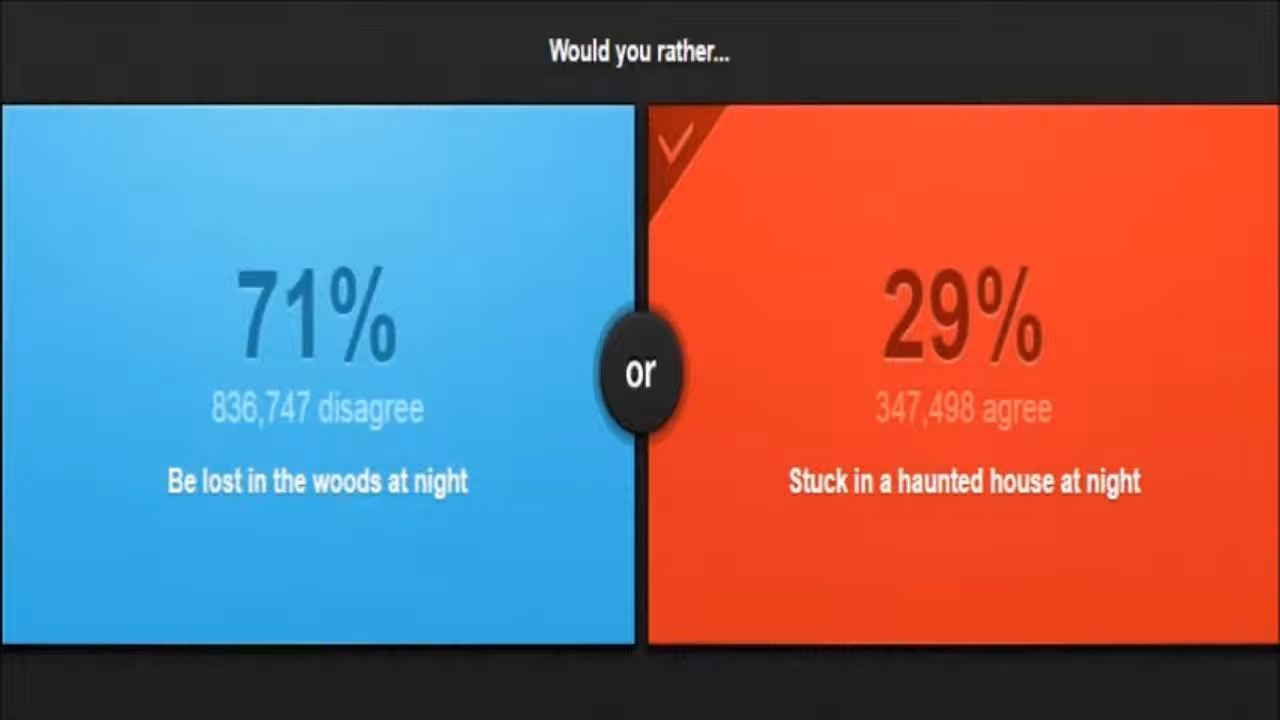 Would you rather...
71%
836,747 disagree
Be lost in the woods at night
or
29%
347,498 agree
Stuck in a haunted house at night